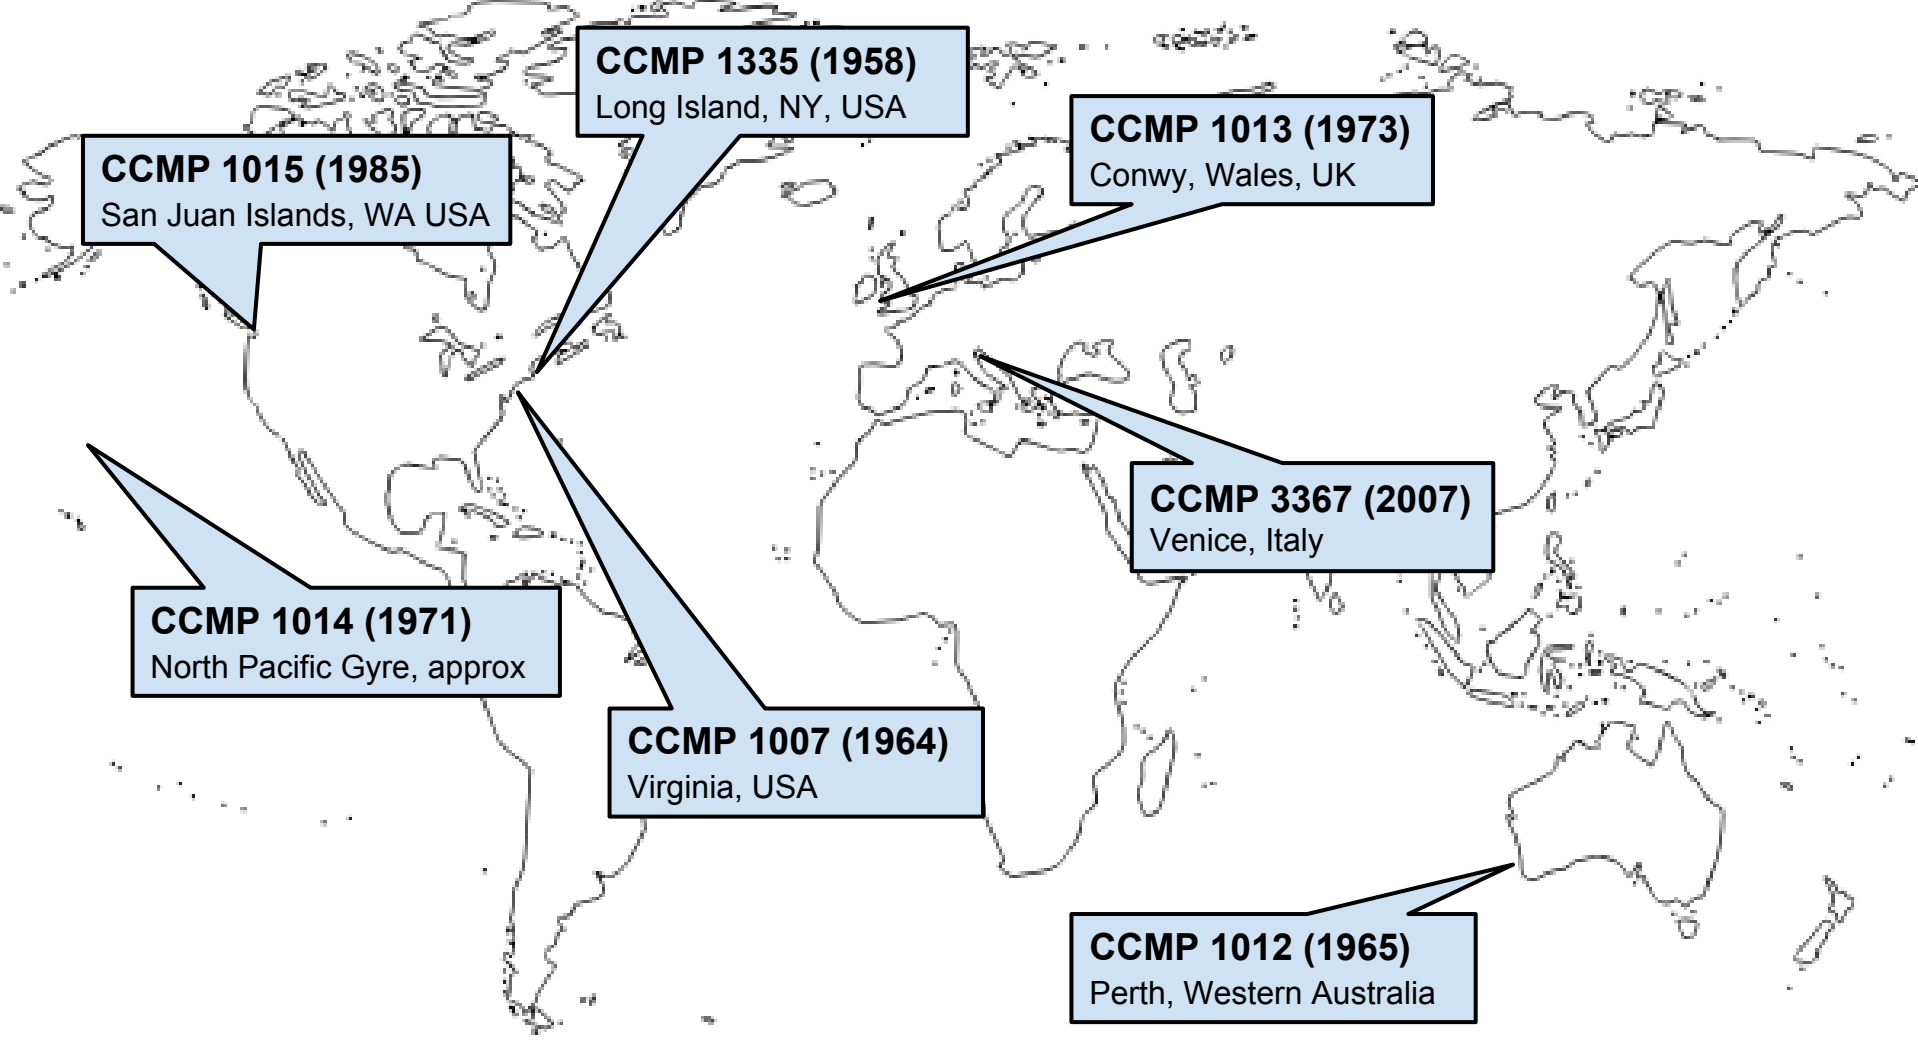 CCMP 1335 (1958)
Long Island, NY, USA
CCMP 1013 (1973)
Conwy, Wales, UK
CCMP 1015 (1985)
San Juan Islands, WA USA
CCMP 3367 (2007)
Venice, Italy
CCMP 1014 (1971)
North Pacific Gyre, approx
CCMP 1007 (1964)
Virginia, USA
CCMP 1012 (1965)
Perth, Western Australia